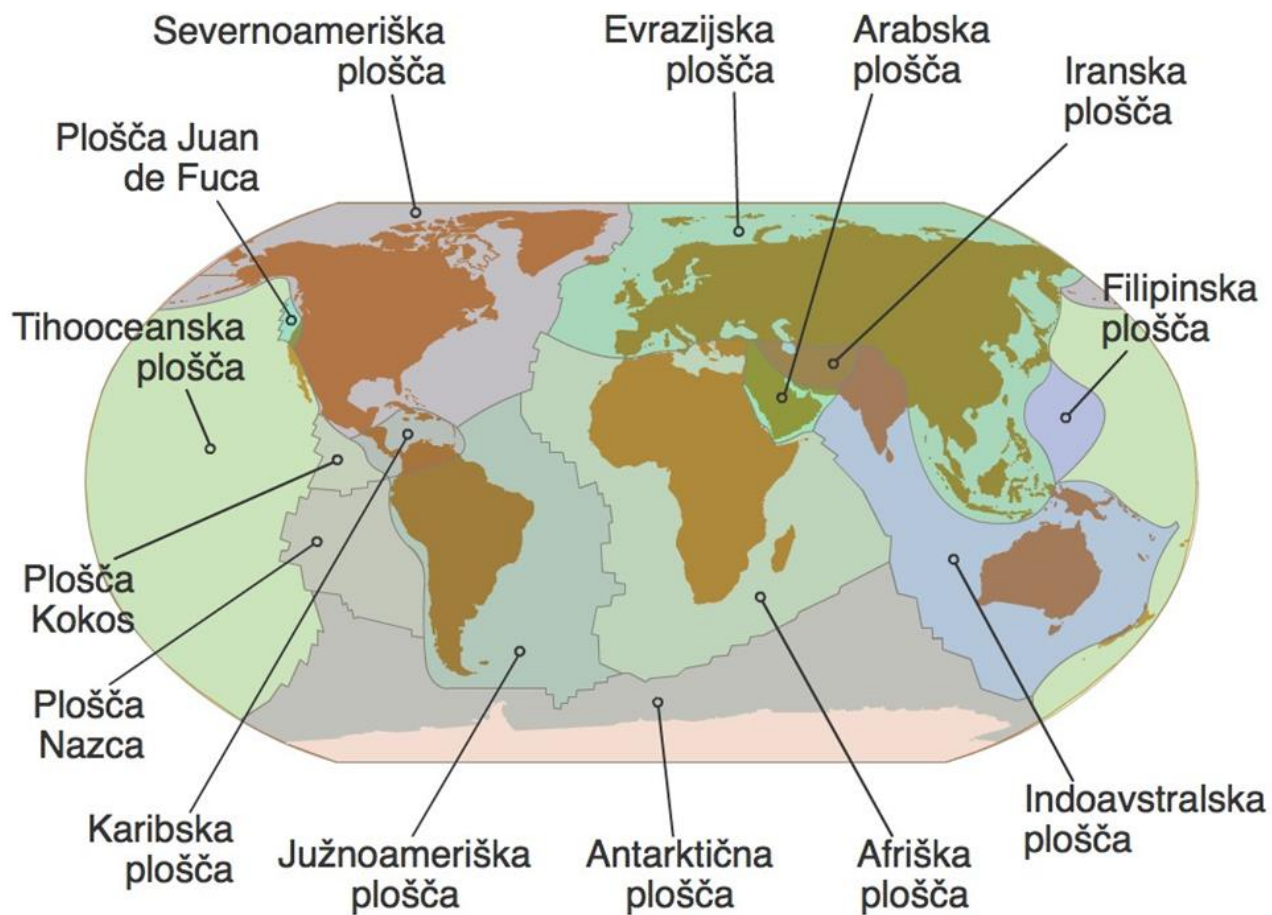 Severnoameriška
plošča
Evrazijska
plošča
Arabska
plošča
Iranska
plošča
Plošča Juan
de Fuca
Tihooceanska
plošča
Filipinska
plošča
Plošča
Kokos
Plošča
Nazca
Karibska
plošča
Južnoameriška
plošča
Antarktična
plošča
Afriška
plošča
Indoavstralska
plošča